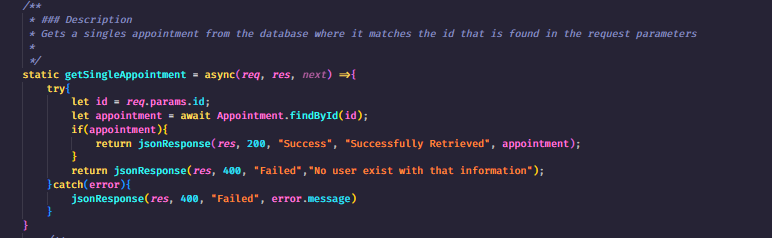 /**
 * ### Description
 * Gets a singles appointment from the database where it matches the id that is found in the request parameters
 *
 */
static getSingleAppointment = async(req, res, next) =>{
    try{
        let id = req.params.id;
        let appointment = await Appointment.findById(id);
        if(appointment){
            return jsonResponse(res, 200, "Success", "Successfully Retrieved", appointment);
        }
        return jsonResponse(res, 400, "Failed","No user exist with that information");
    }catch(error){
        jsonResponse(res, 400, "Failed", error.message)
    }
}